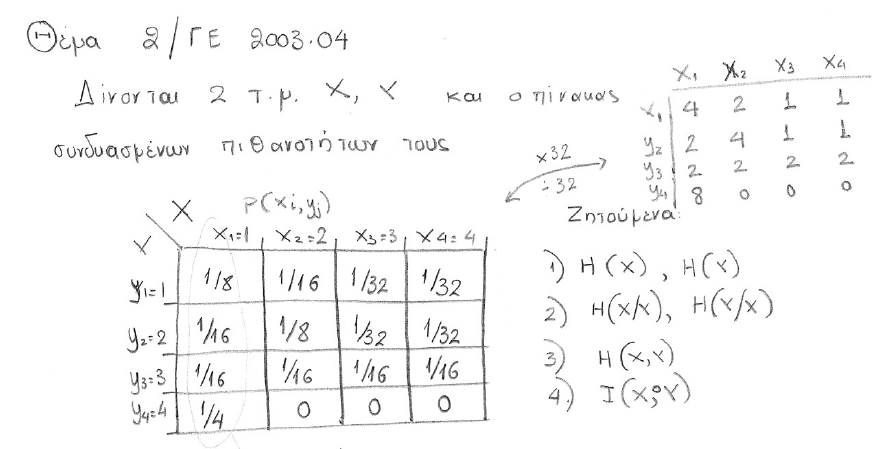 Θέμα 2/ΓΕ 2003.04
Δίνονται 2 τ.μ. X, Y και ο πίνακας
συνδυασμένων πιθανοτήτων τους
X1 X2 X3 X4
Y1 4 2 1 1
y2 2 4 1 1
y3 2 2 2 2
y4 8 0 0 0
x32
÷32
X P(xi,yj)
Y X1=1 X2=2 X3=3 X4=4
y1=1 1/8 1/16 1/32 1/32
y2=2 1/16 1/8 1/32 1/32
y3=3 1/16 1/16 1/16 1/16
y4=4 1/4 0 0 0
Ζητούμενα:
1) H(X), H(Y)
2) H(X/Y), H(Y/X)
3) H(X,Y)
4) I(X;Y)